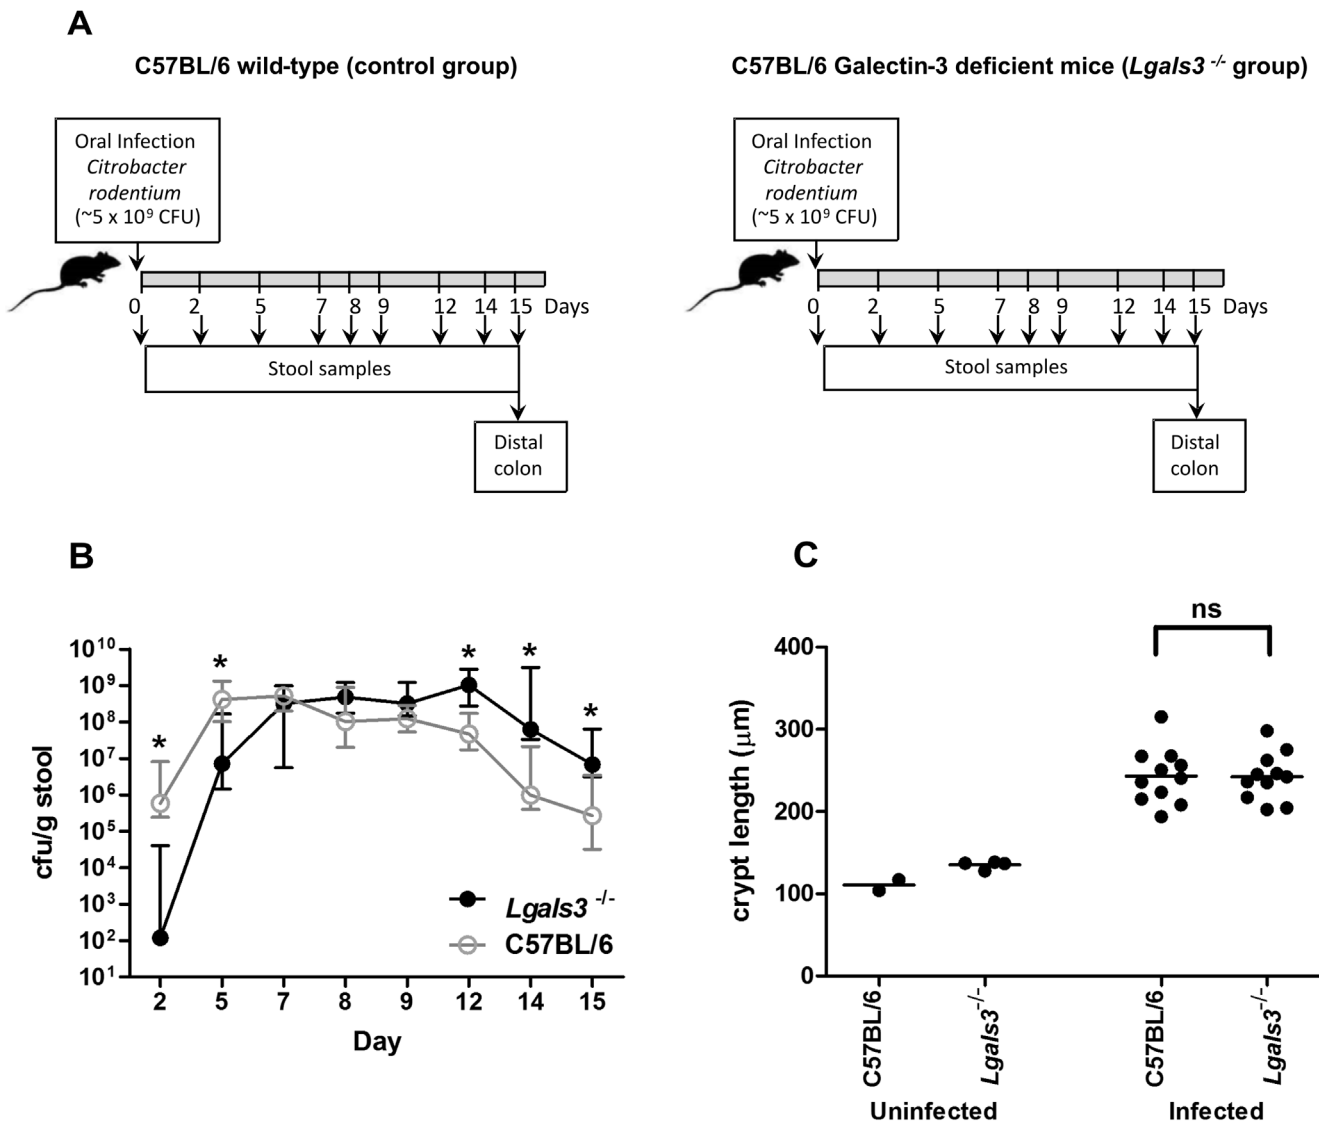 A
C57BL/6 wild-type (control group)
C57BL/6 Galectin-3 deficient mice (Lgals3 -/- group)
Oral Infection
Citrobacter
rodentium
(~5 x 10⁹ CFU)
0 2 5 7 8 9 12 14 15 Days
Stool samples
Distal
colon
Oral Infection
Citrobacter
rodentium
(~5 x 10⁹ CFU)
0 2 5 7 8 9 12 14 15 Days
Stool samples
Distal
colon
B
cfu/g stool
10¹⁰
10⁹
10⁸
10⁷
10⁶
10⁵
10⁴
10³
10²
10¹
* * * * *
Lgals3 -/-
C57BL/6
2 5 7 8 9 12 14 15
Day
C
crypt length (μm)
400
300
200
100
0
ns
C57BL/6
Lgals3-/-
C57BL/6
Lgals3-/-
Uninfected
Infected